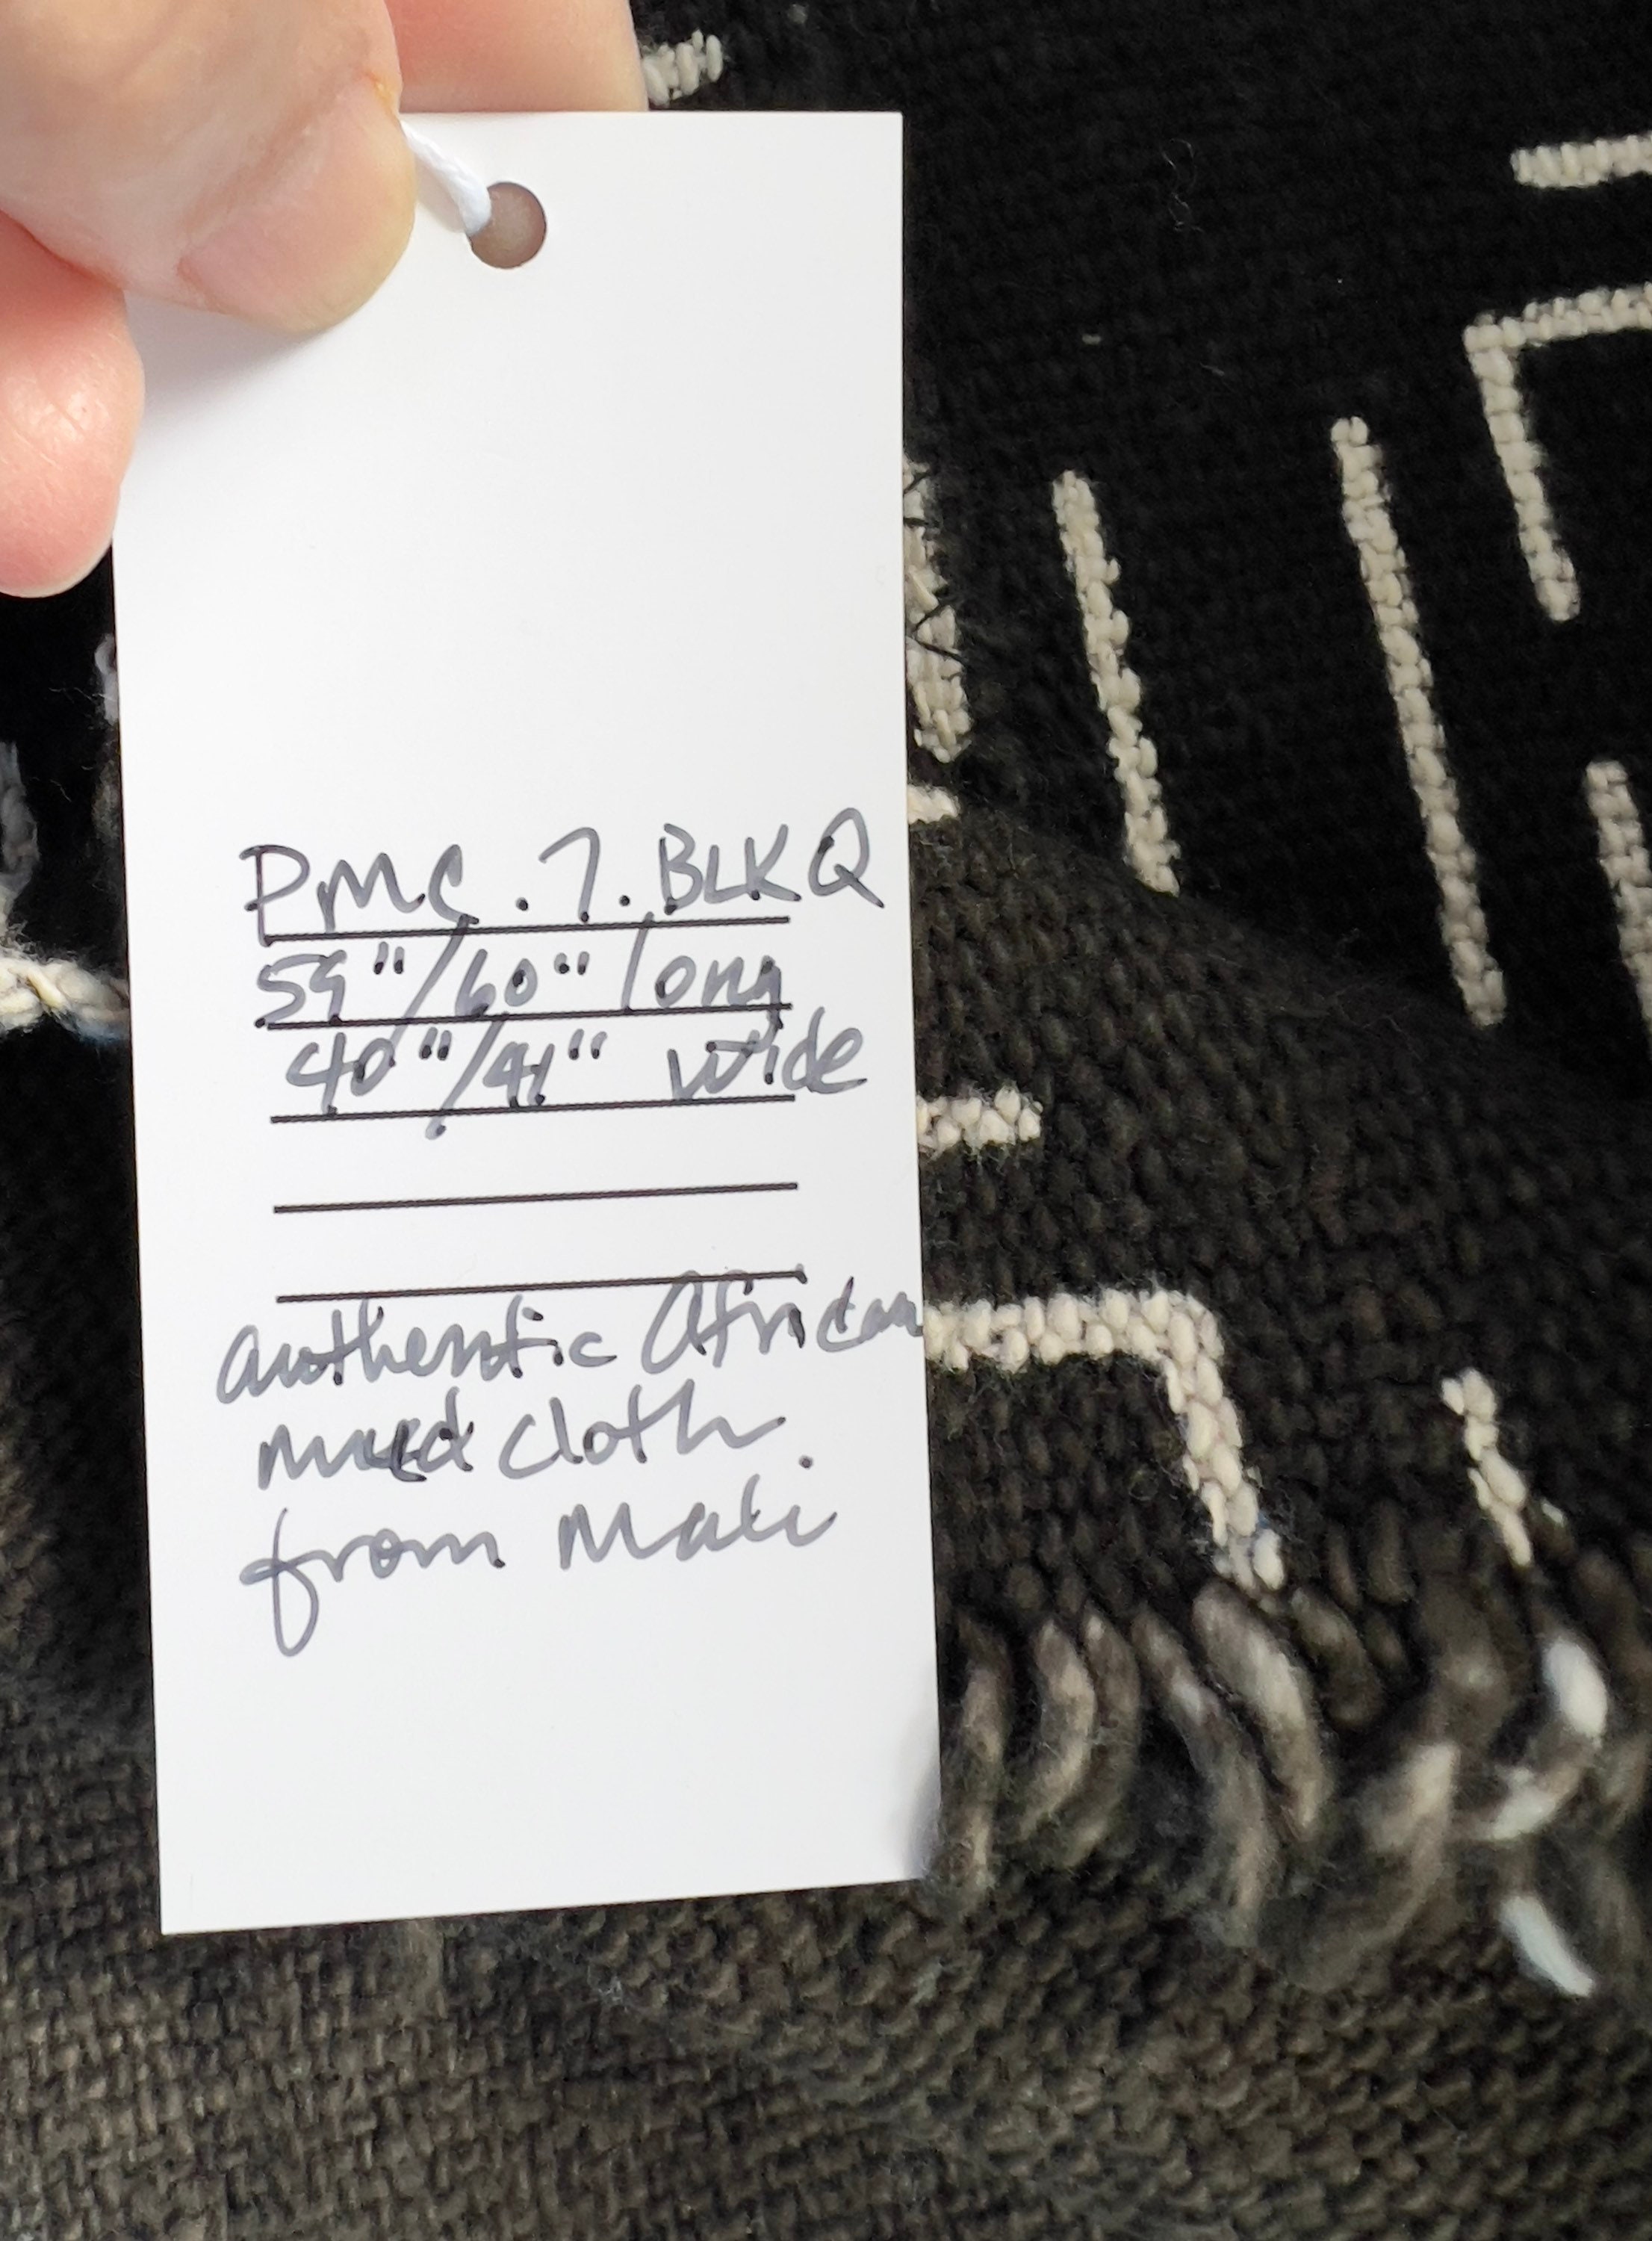 PMC.7.BLKQ
59"/60" long
40"/41" wide
authentic African
mud cloth
from Mali